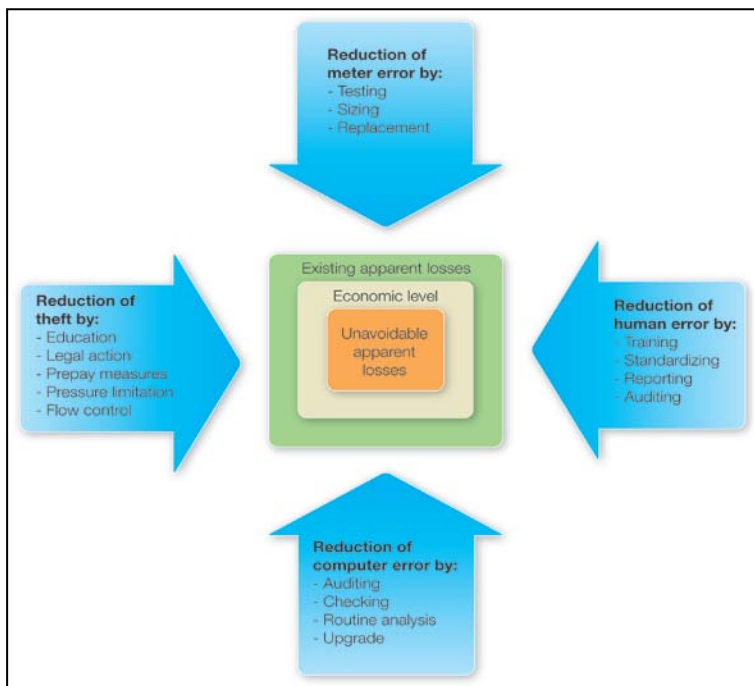 Reduction of
meter error by:
- Testing
- Sizing
- Replacement
Existing apparent losses
Economic level
Unavoidable
apparent
losses
Reduction of
theft by:
- Education
- Legal action
- Prepay measures
- Pressure limitation
- Flow control
Reduction of
human error by:
- Training
- Standardizing
- Reporting
- Auditing
Reduction of
computer error by:
- Auditing
- Checking
- Routine analysis
- Upgrade